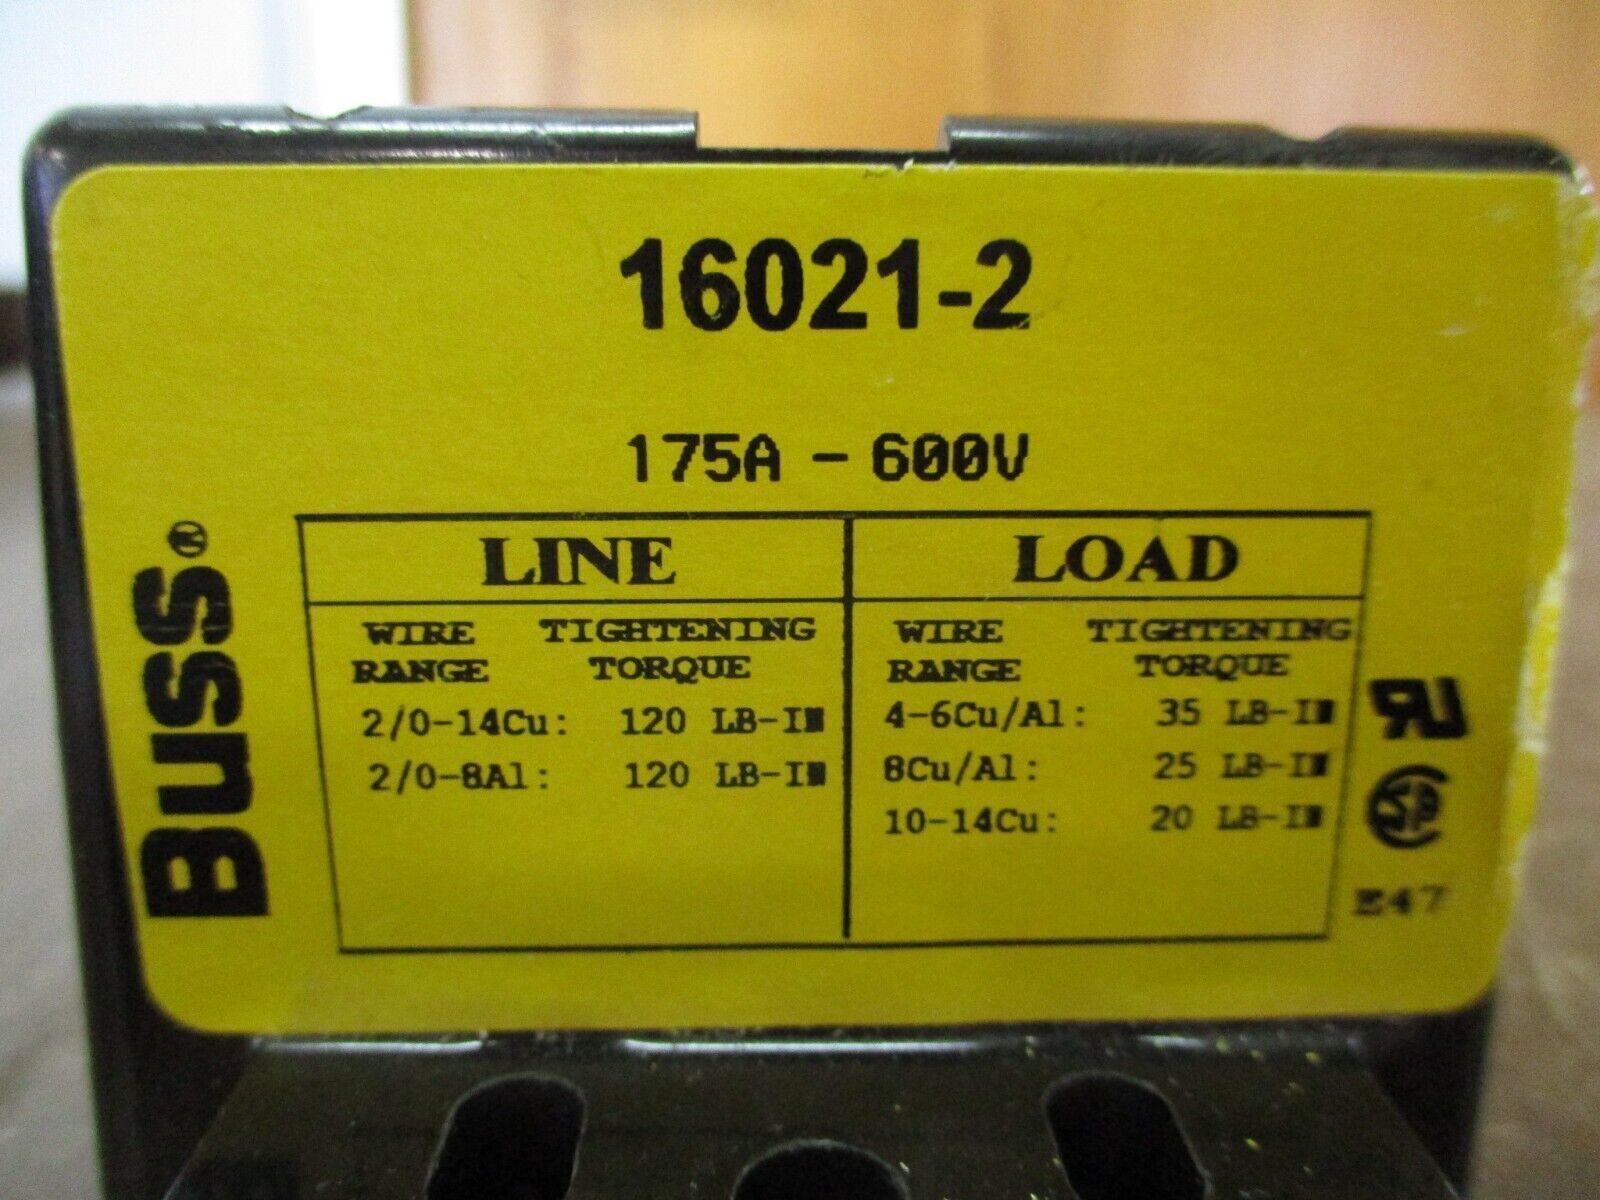 16021-2
175A - 600V
BUSS®
LINE
WIRE RANGE TIGHTENING TORQUE
2/0-14Cu: 120 LB-IN
2/0-8Al: 120 LB-IN
LOAD
WIRE RANGE TIGHTENING TORQUE
4-6Cu/Al: 35 LB-IN
8Cu/Al: 25 LB-IN
10-14Cu: 20 LB-IN
E47